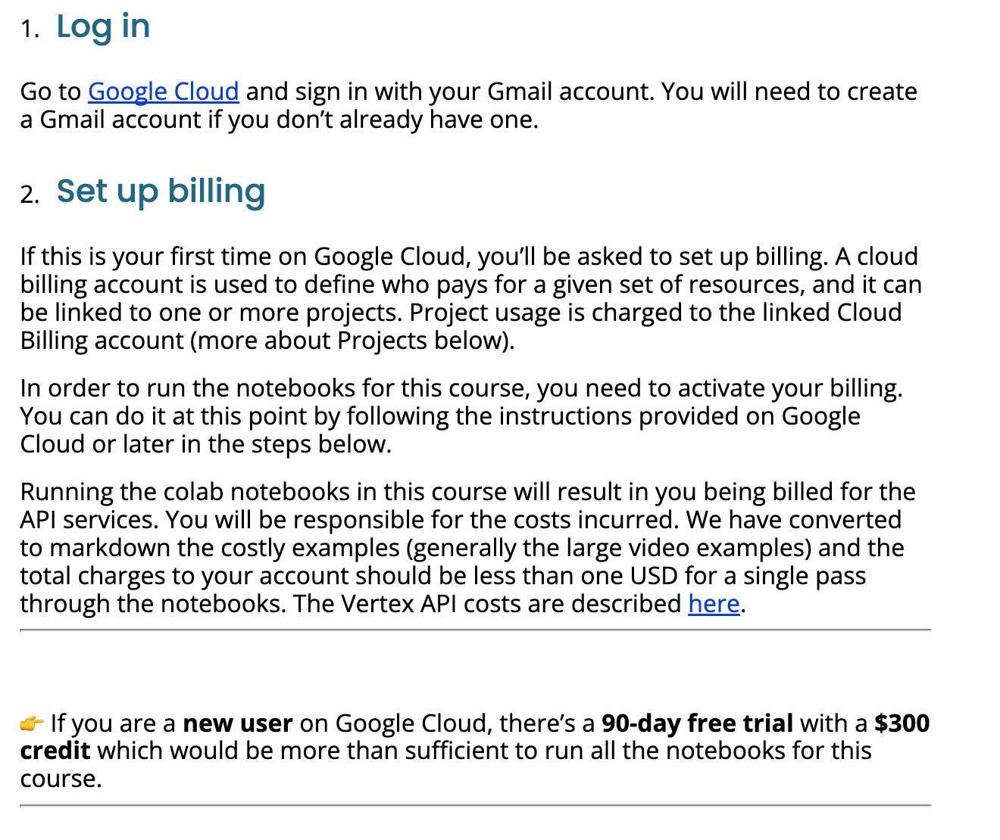 1. Log in
Go to Google Cloud and sign in with your Gmail account. You will need to create
a Gmail account if you don’t already have one.
2. Set up billing
If this is your first time on Google Cloud, you’ll be asked to set up billing. A cloud
billing account is used to define who pays for a given set of resources, and it can
be linked to one or more projects. Project usage is charged to the linked Cloud
Billing account (more about Projects below).
In order to run the notebooks for this course, you need to activate your billing.
You can do it at this point by following the instructions provided on Google
Cloud or later in the steps below.
Running the colab notebooks in this course will result in you being billed for the
API services. You will be responsible for the costs incurred. We have converted
to markdown the costly examples (generally the large video examples) and the
total charges to your account should be less than one USD for a single pass
through the notebooks. The Vertex API costs are described here.
👉 If you are a new user on Google Cloud, there’s a 90-day free trial with a $300
credit which would be more than sufficient to run all the notebooks for this
course.